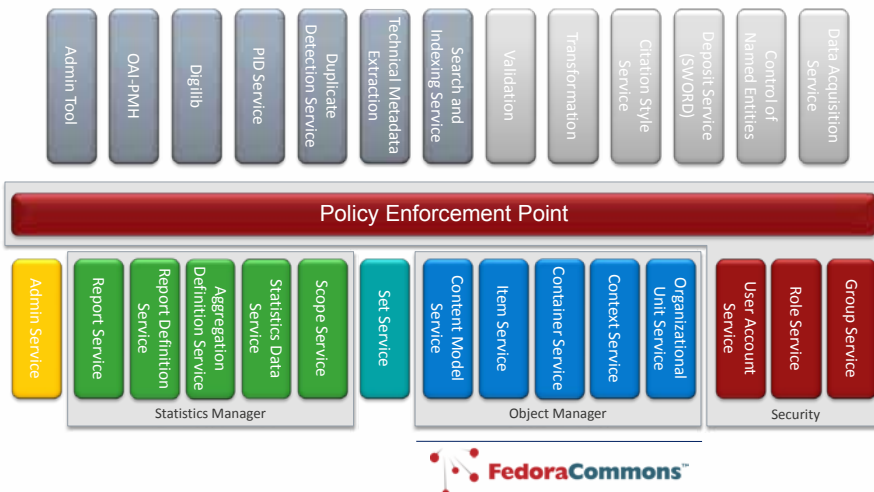 Admin Tool
OAI-PMH
Digilib
PID Service
Duplicate
Detection Service
Technical Metadata
Extraction
Search and
Indexing Service
Validation
Transformation
Citation Style
Service
Deposit Service
(SWORD)
Control of
Named Entities
Data Acquisition
Service
Policy Enforcement Point
Admin Service
Report Service
Report Definition
Service
Aggregation
Definition Service
Statistics Data
Service
Scope Service
Statistics Manager
Set Service
Content Model
Service
Item Service
Container Service
Context Service
Organizational
Unit Service
Object Manager
User Account
Service
Role Service
Group Service
Security
FedoraCommons™